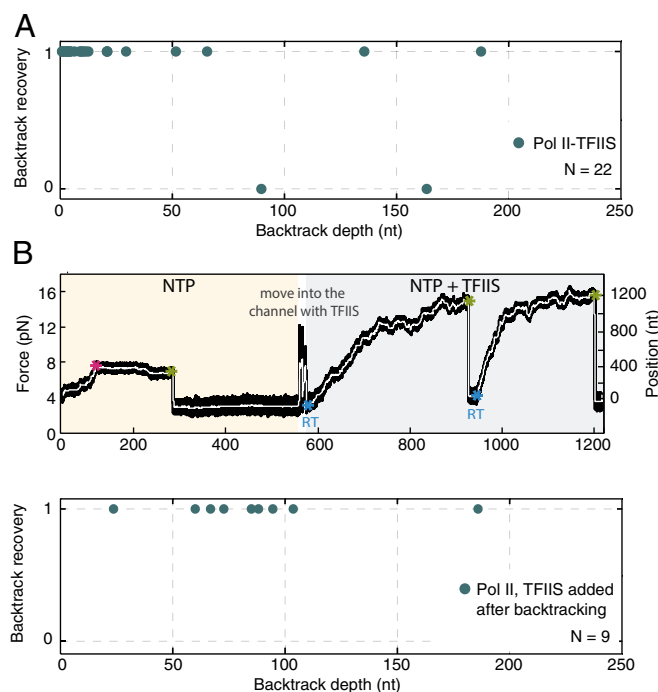 A
Backtrack recovery
1
0
Pol II-TFIIS
N = 22
0 50 100 150 200 250
Backtrack depth (nt)
B
NTP
move into the
channel with TFIIS
NTP + TFIIS
Force (pN)
16
12
8
4
0
1200
800
400
0
Position (nt)
RT
RT
0 200 400 600 800 1000 1200
Backtrack recovery
1
0
Pol II, TFIIS added
after backtracking
N = 9
0 50 100 150 200 250
Backtrack depth (nt)